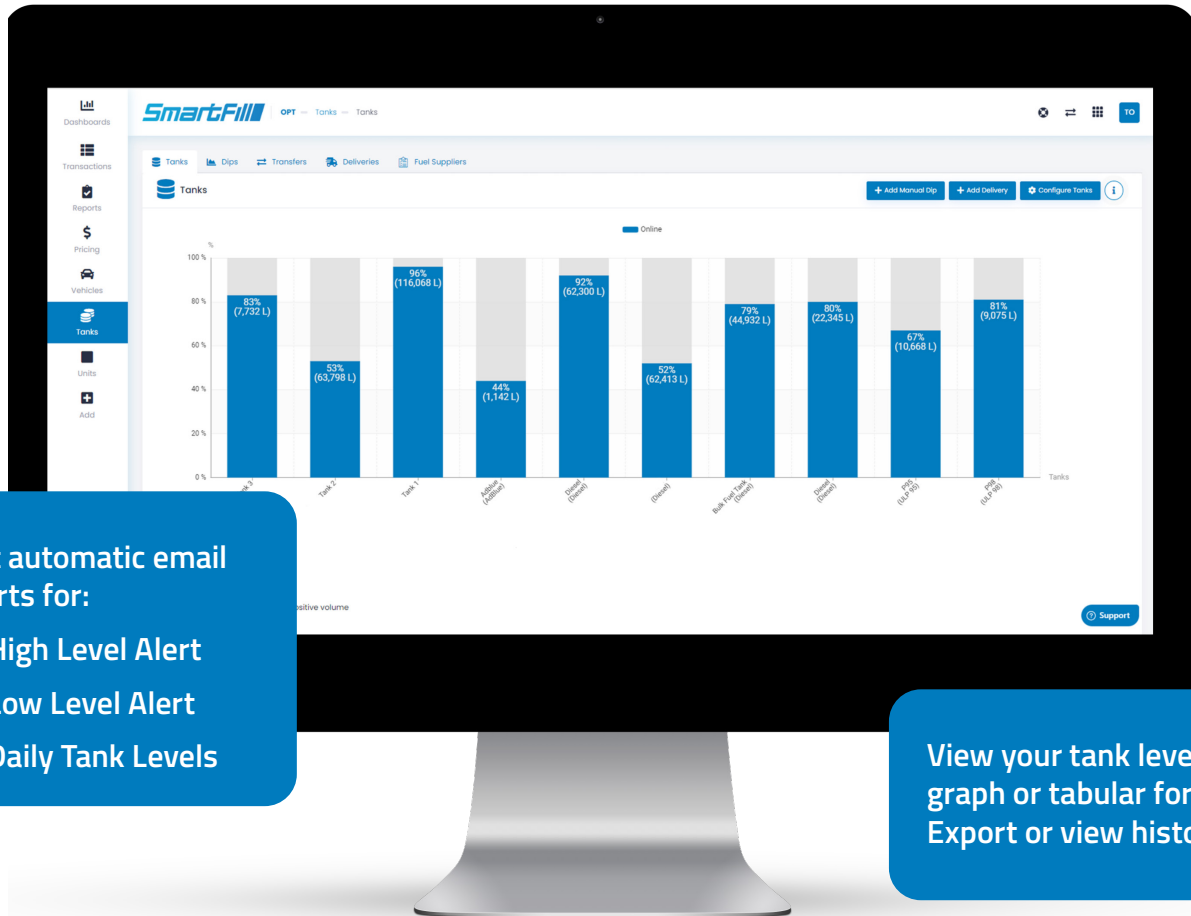 Dashboards
SmartFill
OPT – Tanks – Tanks
TO
Transactions
Tanks Dips Transfers Deliveries Fuel Suppliers
Tanks
+ Add Manual Dip + Add Delivery Configure Tanks i
Reports
Pricing
Vehicles
Tanks
Units
Add
Online
%
100 %
80 %
60 %
40 %
20 %
0 %
83%
(7,732 L)
53%
(63,798 L)
96%
(116,068 L)
44%
(1,142 L)
92%
(62,300 L)
52%
(62,413 L)
79%
(44,932 L)
80%
(22,345 L)
67%
(10,668 L)
81%
(9,075 L)
Tanks
3
Tank 2
Tank 1
Adblue
(AdBlue)
Diesel
(Diesel)
(Diesel)
Bulk Fuel Tank
(Diesel)
Diesel
(Diesel)
P95
(ULP 95)
P98
(ULP 98)
volume
Support
automatic email
for:
High Level Alert
Low Level Alert
Daily Tank Levels
View your tank
graph or tabular
Export or view